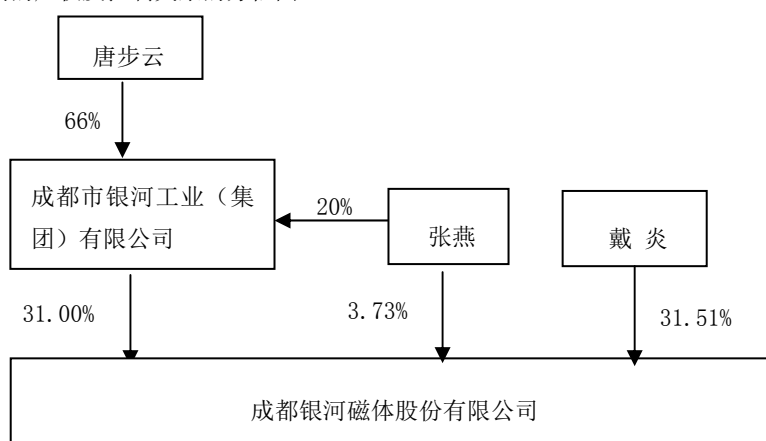 唐步云
66%
成都市银河工业（集
团）有限公司
20%
张燕
戴 炎
31.00%
3.73%
31.51%
成都银河磁体股份有限公司